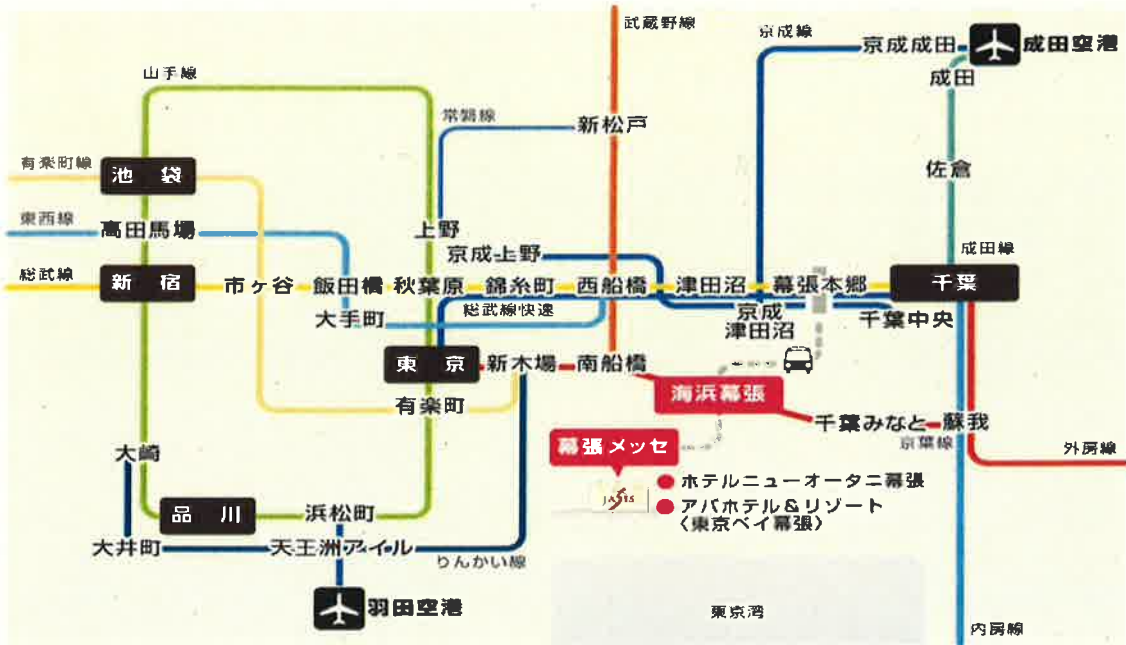 武蔵野線
京成線
京成成田
成田空港
山手線
成田
常磐線
新松戸
有楽町線
池袋
佐倉
東西線
高田馬場
上野
京成上野
成田線
総武線
新宿
市ヶ谷
飯田橋
秋葉原
錦糸町
西船橋
津田沼
幕張本郷
千葉
大手町
総武線快速
京成
津田沼
千葉中央
東京
新木場
南船橋
海浜幕張
有楽町
千葉みなと
蘇我
京葉線
外房線
大崎
幕張メッセ
ホテルニューオータニ幕張
JASIS
アパホテル&リゾート
〈東京ベイ幕張〉
品川
浜松町
大井町
天王洲アイル
りんかい線
羽田空港
東京湾
内房線